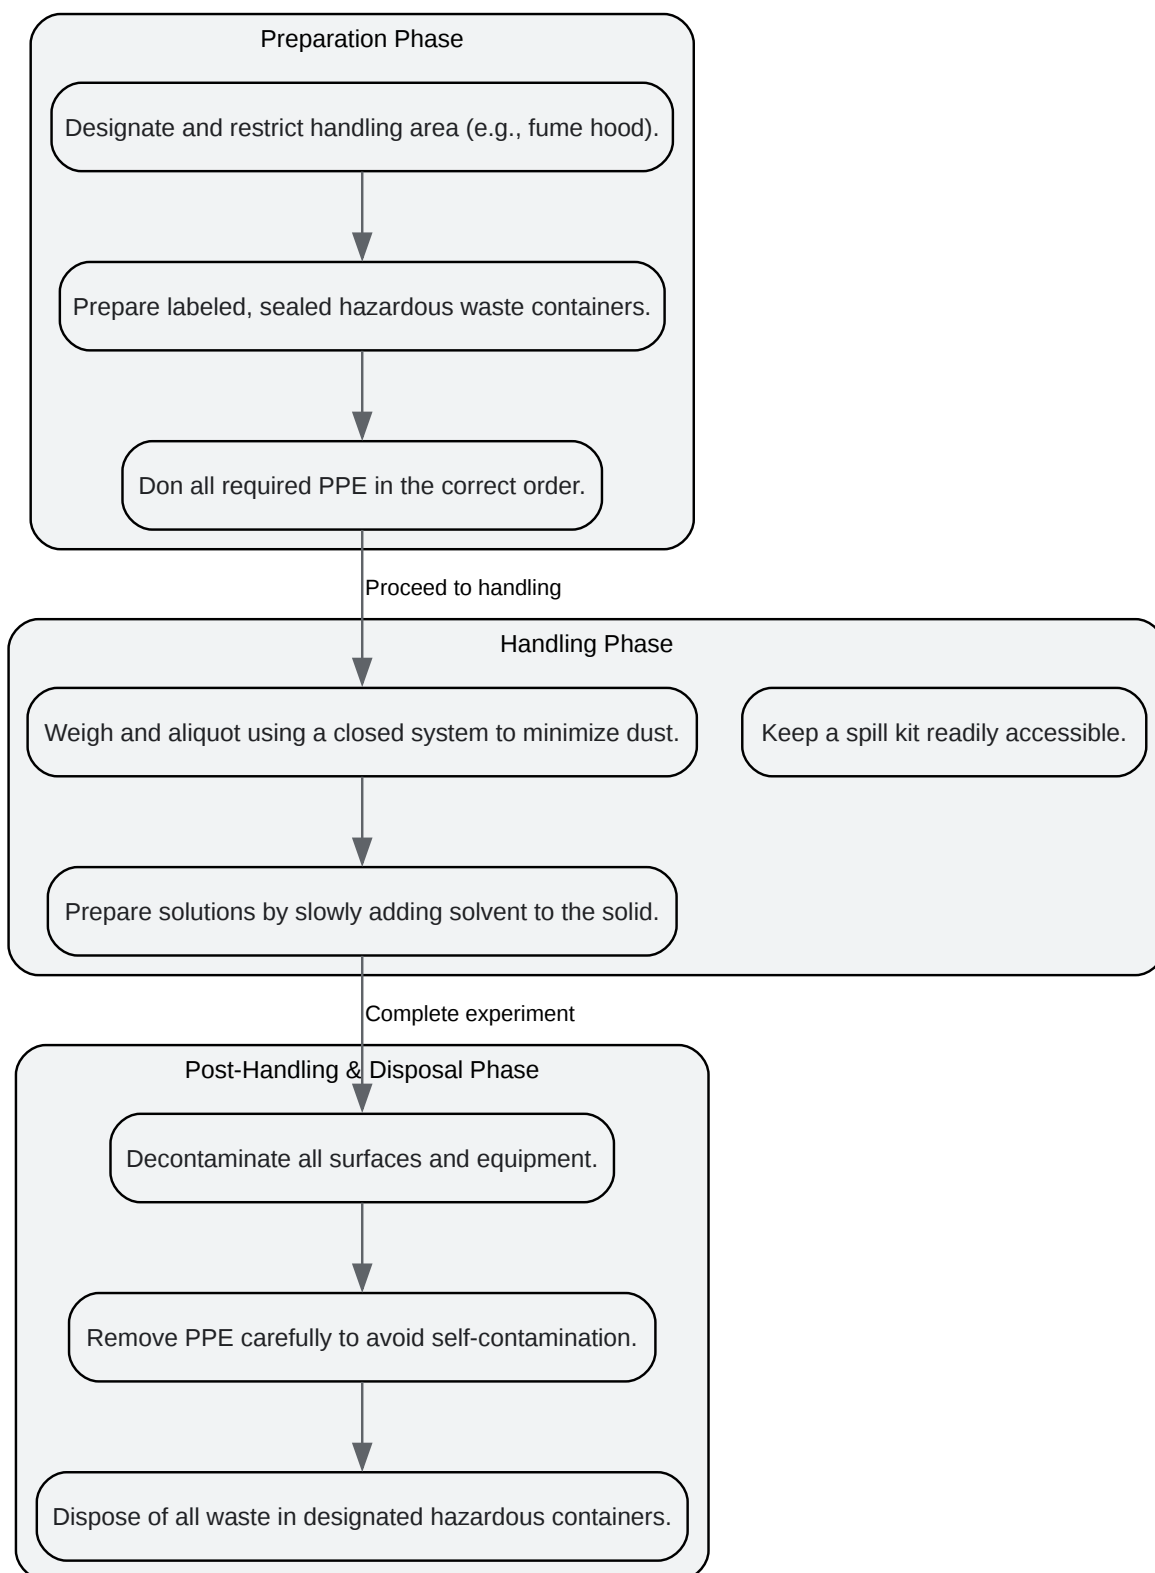 Preparation Phase
Designate and restrict handling area (e.g., fume hood).
Prepare labeled, sealed hazardous waste containers.
Don all required PPE in the correct order.
Proceed to handling
Handling Phase
Weigh and aliquot using a closed system to minimize dust.
Keep a spill kit readily accessible.
Prepare solutions by slowly adding solvent to the solid.
Complete experiment
Post-Handling & Disposal Phase
Decontaminate all surfaces and equipment.
Remove PPE carefully to avoid self-contamination.
Dispose of all waste in designated hazardous containers.